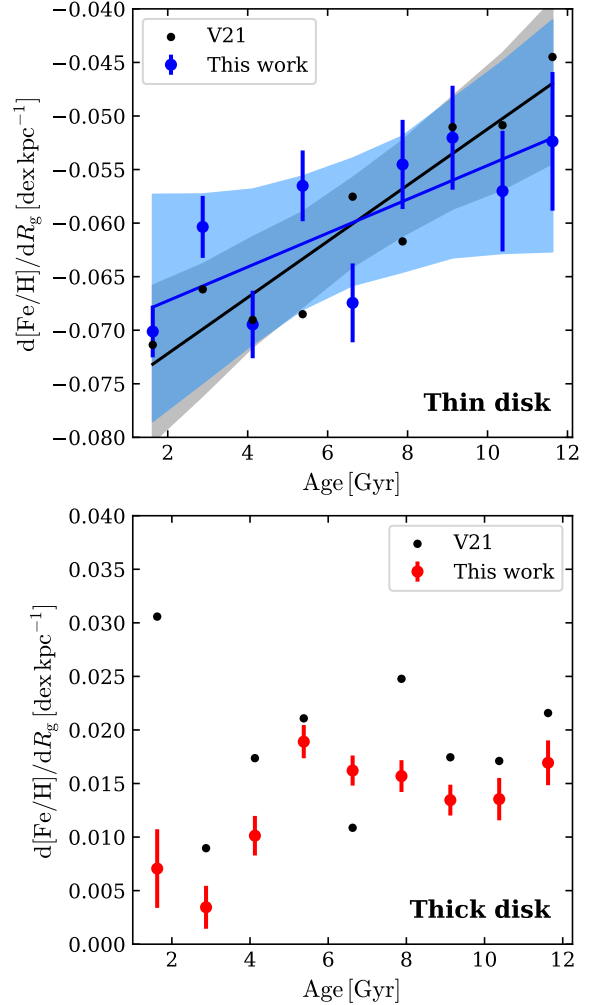 −0.040
−0.045
−0.050
−0.055
−0.060
−0.065
−0.070
−0.075
−0.080
d[Fe/H]/dR_g [dex kpc⁻¹]
V21
This work
Thin disk
2 4 6 8 10 12
Age [Gyr]
0.040
0.035
0.030
0.025
0.020
0.015
0.010
0.005
0.000
d[Fe/H]/dR_g [dex kpc⁻¹]
V21
This work
Thick disk
2 4 6 8 10 12
Age [Gyr]